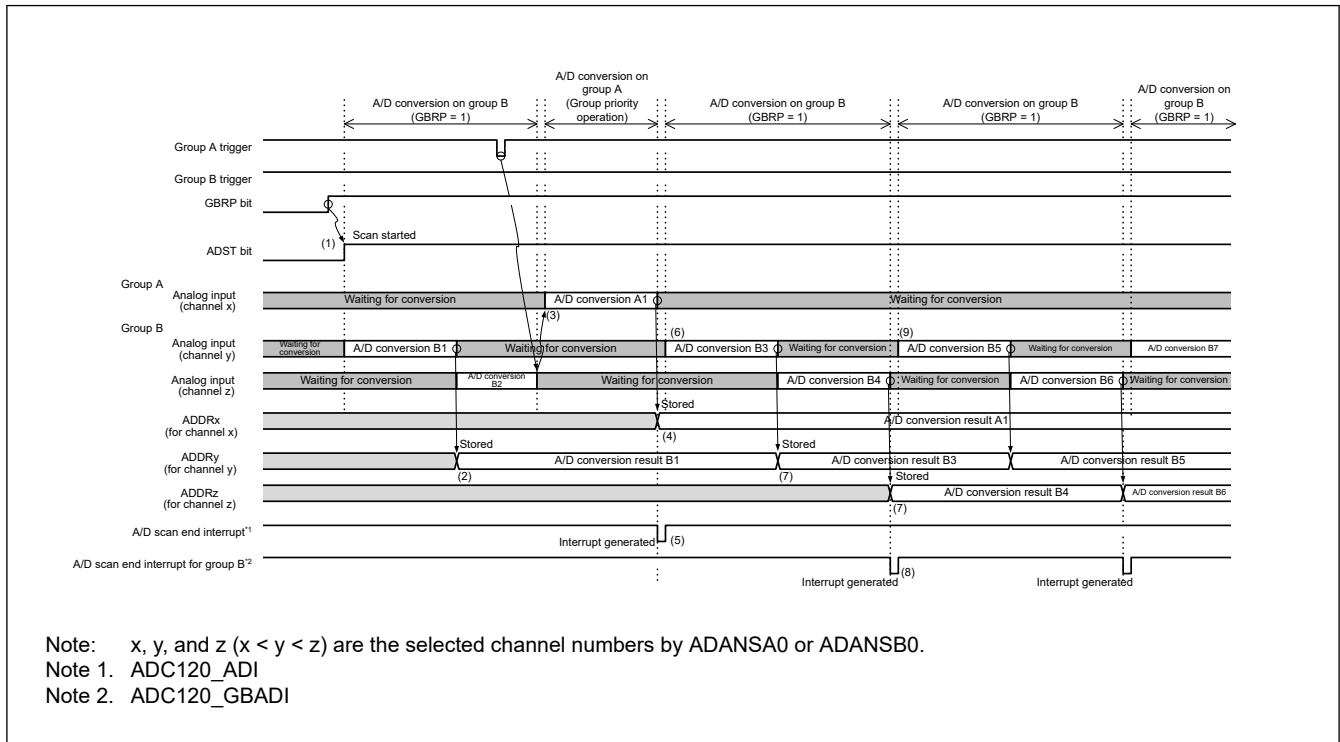 A/D conversion on
group A
(Group priority
operation)
A/D conversion on group B
(GBRP = 1)
A/D conversion on group B
(GBRP = 1)
A/D conversion on group B
(GBRP = 1)
A/D conversion on
group B
(GBRP = 1)
Group A trigger
Group B trigger
GBRP bit
(1)
Scan started
ADST bit
Group A
Analog input
(channel x)
Waiting for conversion
A/D conversion A1
Waiting for conversion
(3)
Group B
(6)
(9)
Analog input
(channel y)
Waiting for
conversion
A/D conversion B1
Waiting for conversion
A/D conversion B3
Waiting for conversion
A/D conversion B5
Waiting for conversion
A/D conversion B7
Analog input
(channel z)
Waiting for conversion
A/D conversion
B2
Waiting for conversion
A/D conversion B4
Waiting for conversion
A/D conversion B6
Waiting for conversion
Stored
ADDRx
(for channel x)
A/D conversion result A1
(4)
Stored
Stored
ADDRy
(for channel y)
A/D conversion result B1
A/D conversion result B3
A/D conversion result B5
(2)
(7)
Stored
ADDRz
(for channel z)
A/D conversion result B4
A/D conversion result B6
(7)
A/D scan end interrupt*1
Interrupt generated
(5)
A/D scan end interrupt for group B*2
(8)
Interrupt generated
Interrupt generated
Note: x, y, and z (x < y < z) are the selected channel numbers by ADANSA0 or ADANSB0.
Note 1. ADC120_ADI
Note 2. ADC120_GBADI